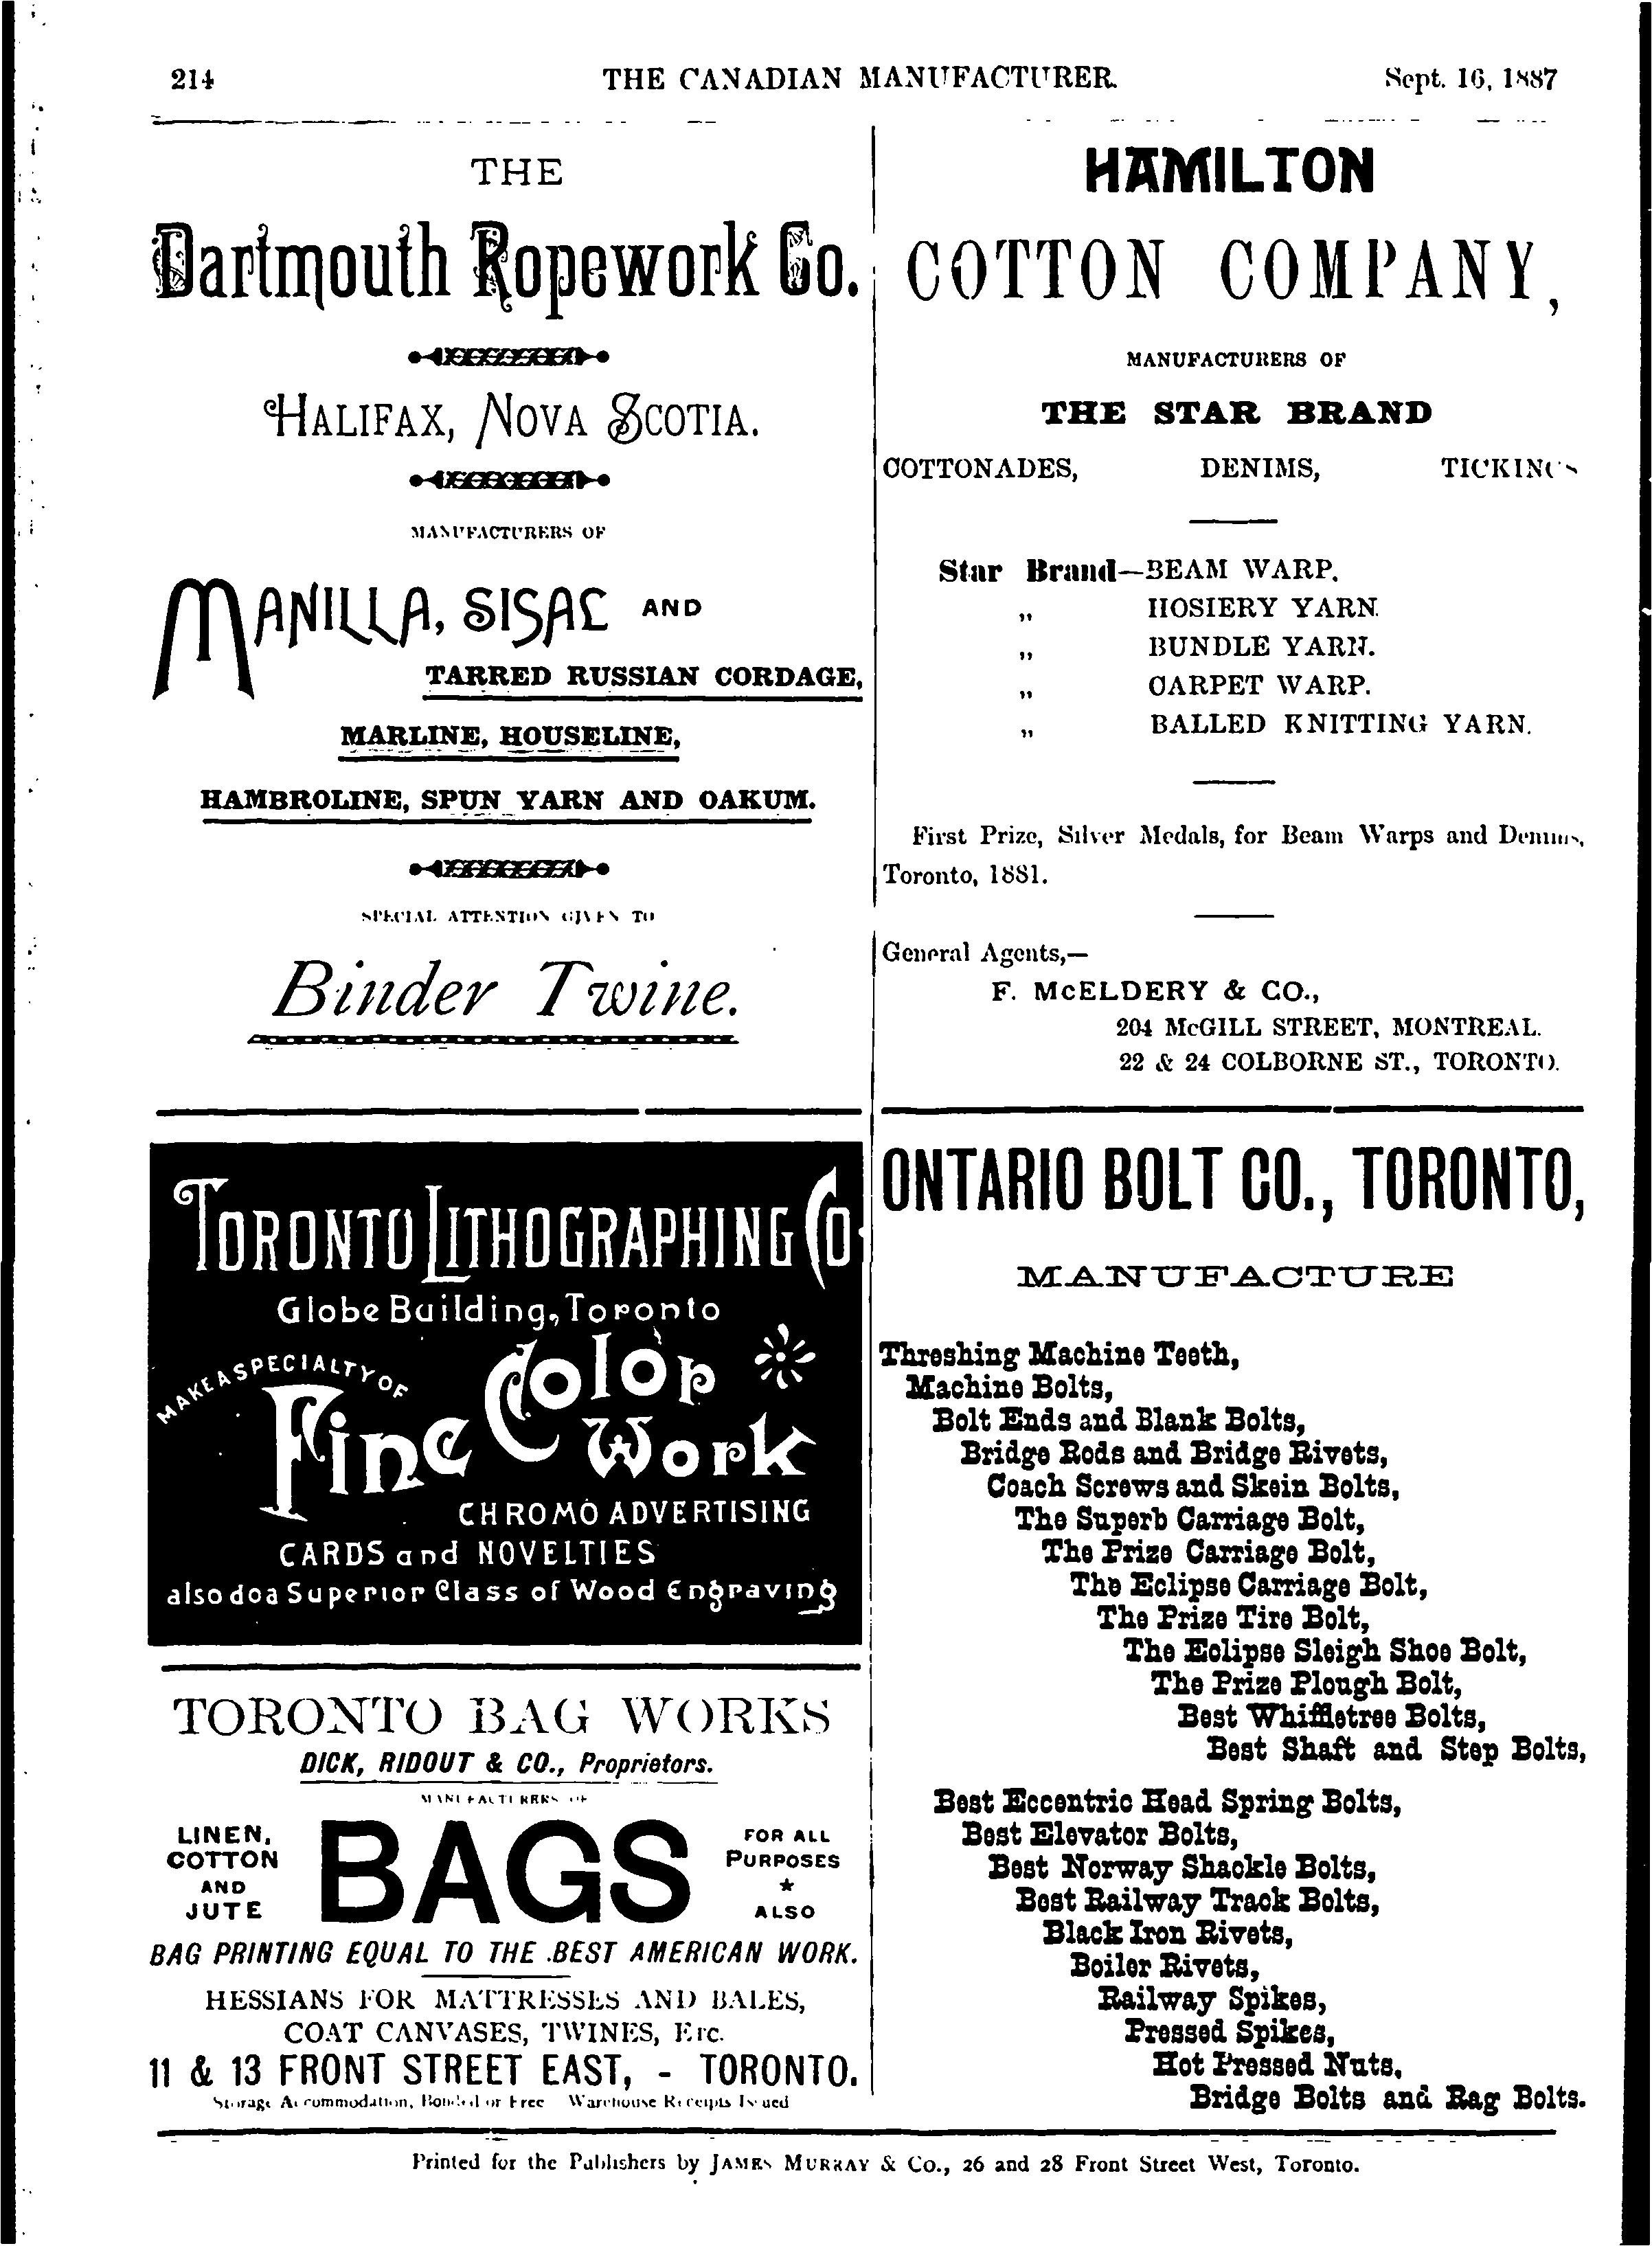 214 THE CANADIAN MANUFACTURER. Sept. 16, 1887
THE
Dartmouth Ropework Co.
HALIFAX, NOVA SCOTIA.
MANUFACTURERS OF
MANILLA, SISAL AND
TARRED RUSSIAN CORDAGE,
MARLINE, HOUSELINE,
HAMBROLINE, SPUN YARN AND OAKUM.
SPECIAL ATTENTION GIVEN TO
Binder Twine.
TORONTO LITHOGRAPHING CO.
Globe Building, Toronto
MAKE A SPECIALTY OF
Fine Color Work
CHROMO ADVERTISING
CARDS and NOVELTIES
also do a Superior Class of Wood Engraving
TORONTO BAG WORKS
DICK, RIDOUT & CO., Proprietors.
MANUFACTURERS OF
LINEN, COTTON AND JUTE
BAGS
FOR ALL PURPOSES
★
ALSO
BAG PRINTING EQUAL TO THE BEST AMERICAN WORK.
HESSIANS FOR MATTRESSES AND BALES,
COAT CANVASES, TWINES, ETC.
11 & 13 FRONT STREET EAST, - TORONTO.
Storage Accommodation, Bonded or Free Warehouse Receipts Issued
HAMILTON
COTTON COMPANY,
MANUFACTURERS OF
THE STAR BRAND
COTTONADES, DENIMS, TICKINGS
Star Brand—BEAM WARP.
„ HOSIERY YARN.
„ BUNDLE YARN.
„ CARPET WARP.
„ BALLED KNITTING YARN.
First Prize, Silver Medals, for Beam Warps and Denims,
Toronto, 1881.
General Agents,—
F. McELDERY & CO.,
204 McGILL STREET, MONTREAL.
22 & 24 COLBORNE ST., TORONTO.
ONTARIO BOLT CO., TORONTO,
MANUFACTURE
Threshing Machine Teeth,
Machine Bolts,
Bolt Ends and Blank Bolts,
Bridge Rods and Bridge Rivets,
Coach Screws and Skein Bolts,
The Superb Carriage Bolt,
The Prize Carriage Bolt,
The Eclipse Carriage Bolt,
The Prize Tire Bolt,
The Eclipse Sleigh Shoe Bolt,
The Prize Plough Bolt,
Best Whiffletree Bolts,
Best Shaft and Step Bolts,
Best Eccentric Head Spring Bolts,
Best Elevator Bolts,
Best Norway Shackle Bolts,
Best Railway Track Bolts,
Black Iron Rivets,
Boiler Rivets,
Railway Spikes,
Pressed Spikes,
Hot Pressed Nuts,
Bridge Bolts and Rag Bolts.
Printed for the Publishers by JAMES MURRAY & Co., 26 and 28 Front Street West, Toronto.